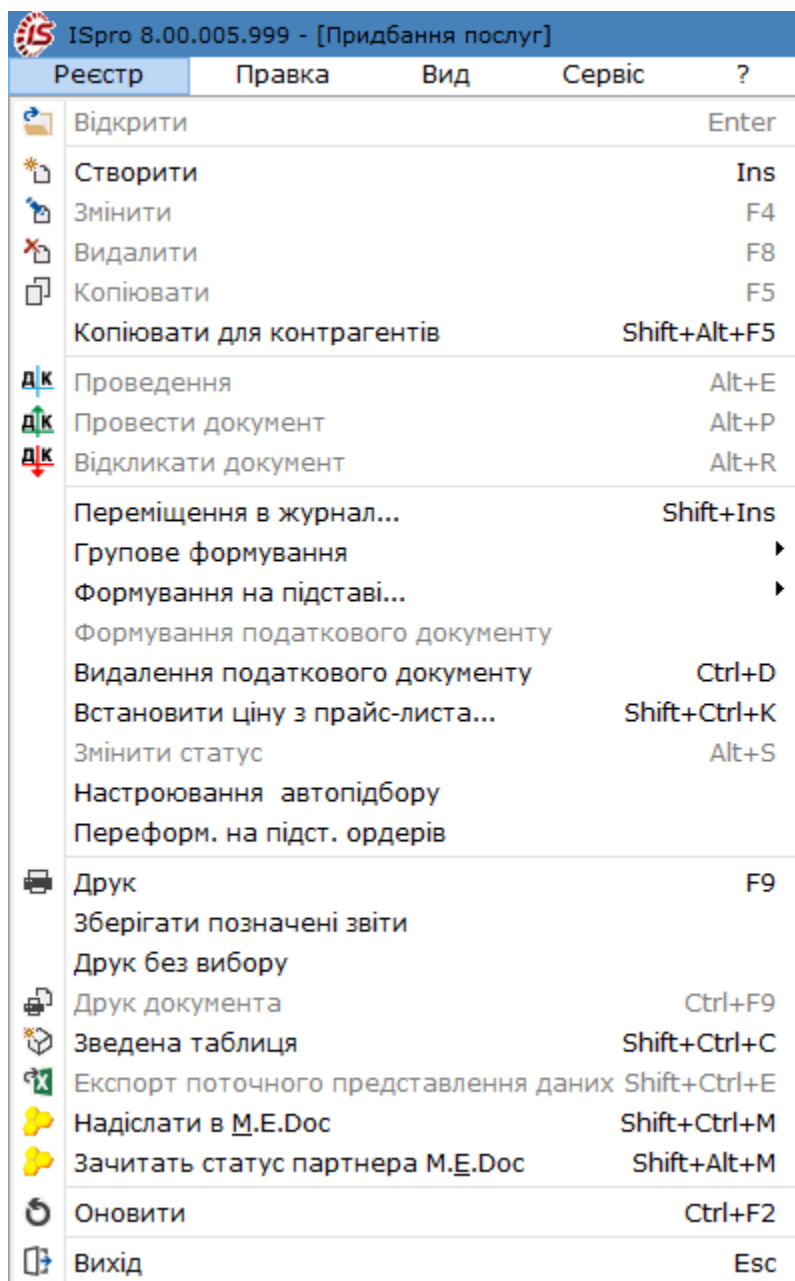 ISpro 8.00.005.999 - [Придбання послуг]
Реєстр Правка Вид Сервіс ?
Відкрити Enter
Створити Ins
Змінити F4
Видалити F8
Копіювати F5
Копіювати для контрагентів Shift+Alt+F5
Проведення Alt+E
Провести документ Alt+P
Відкликати документ Alt+R
Переміщення в журнал... Shift+Ins
Групове формування
Формування на підставі...
Формування податкового документу
Видалення податкового документу Ctrl+D
Встановити ціну з прайс-листа... Shift+Ctrl+K
Змінити статус Alt+S
Настроювання  автопідбору
Переформ. на підст. ордерів
Друк F9
Зберігати позначені звіти
Друк без вибору
Друк документа Ctrl+F9
Зведена таблиця Shift+Ctrl+C
Експорт поточного представлення даних Shift+Ctrl+E
Надіслати в M.E.Doc Shift+Ctrl+M
Зачитать статус партнера M.E.Doc Shift+Alt+M
Оновити Ctrl+F2
Вихід Esc